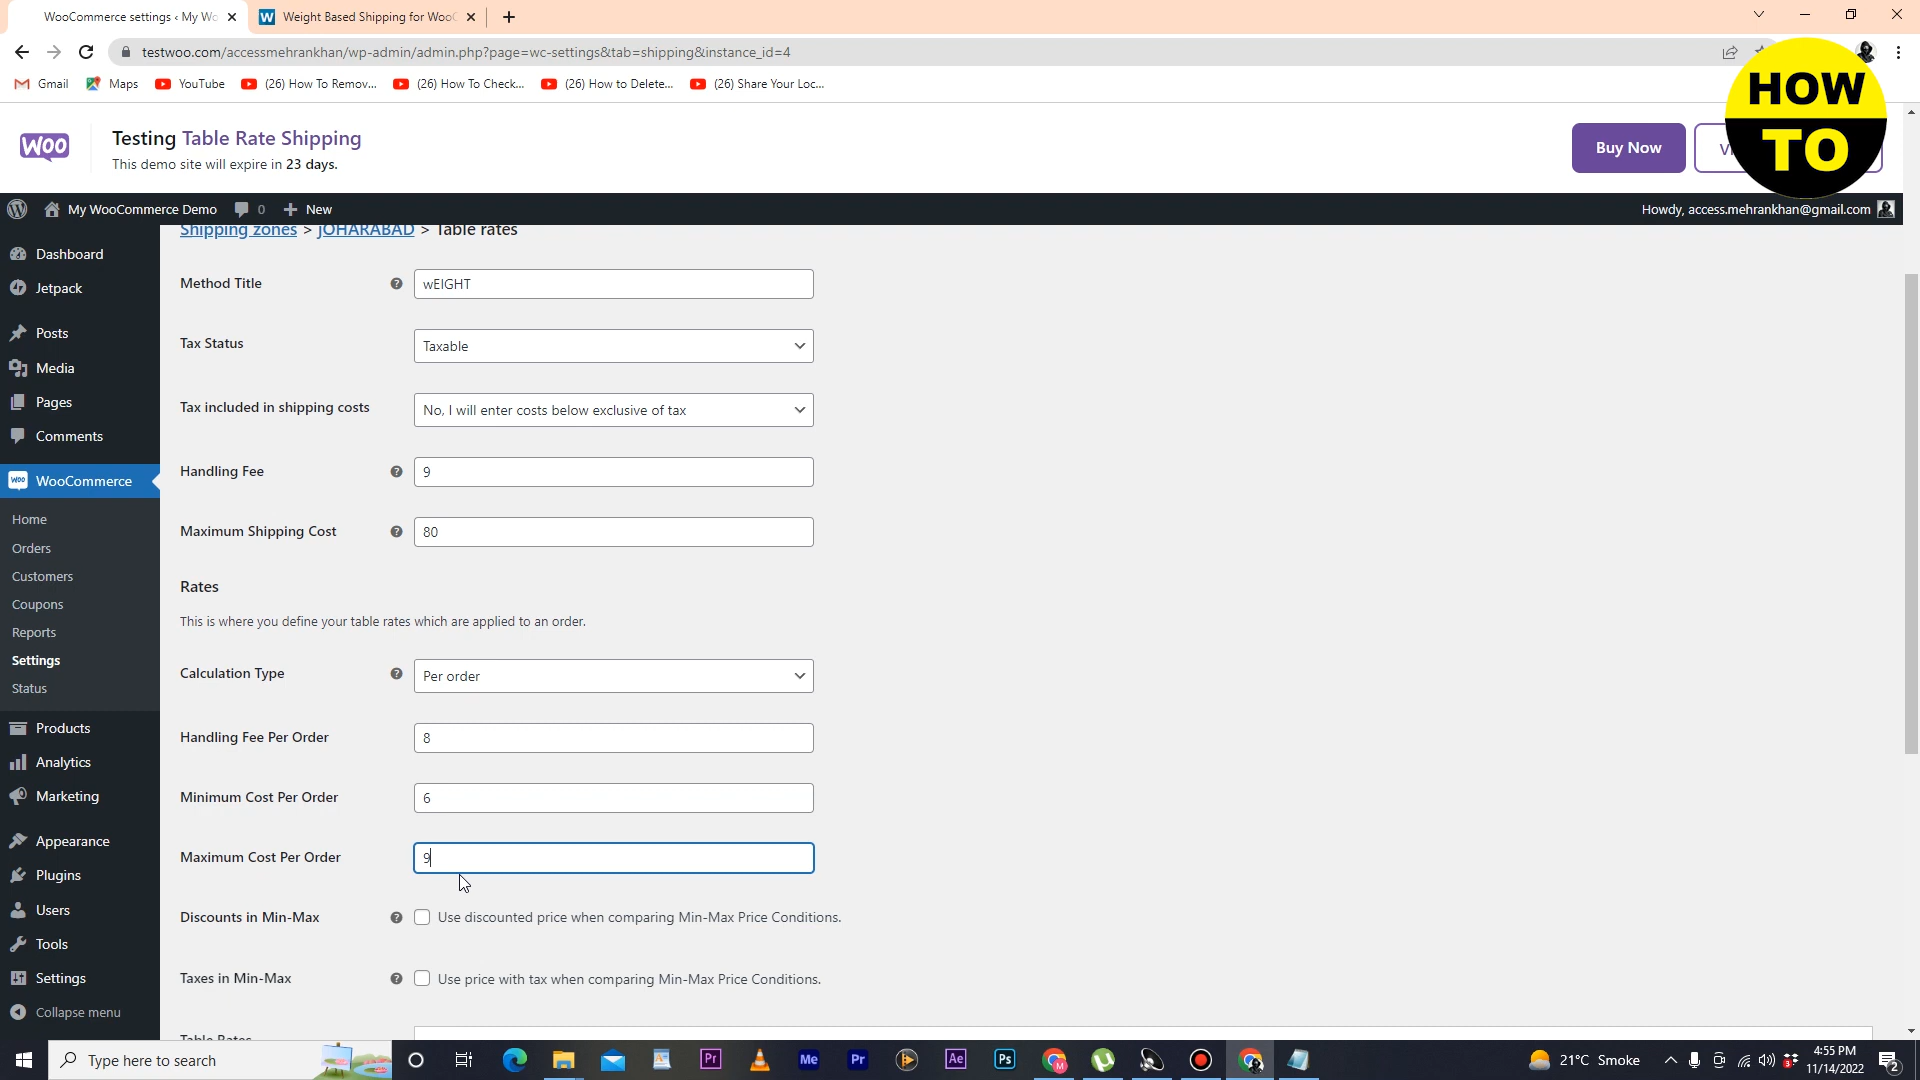 WooCommerce settings ‹ My Wo
Weight Based Shipping for WooC
testwoo.com/accessmehrankhan/wp-admin/admin.php?page=wc-settings&tab=shipping&instance_id=4
Gmail
Maps
YouTube
(26) How To Remov...
(26) How To Check...
(26) How to Delete...
(26) Share Your Loc...
HOW
TO
WOO
Testing Table Rate Shipping
This demo site will expire in 23 days.
Buy Now
My WooCommerce Demo
0
New
Howdy, access.mehrankhan@gmail.com
Dashboard
Jetpack
Posts
Media
Pages
Comments
WooCommerce
Home
Orders
Customers
Coupons
Reports
Settings
Status
Products
Analytics
Marketing
Appearance
Plugins
Users
Tools
Settings
Collapse menu
Shipping zones > jOHARABAD > Table rates
Method Title
wEIGHT
Tax Status
Taxable
Tax included in shipping costs
No, I will enter costs below exclusive of tax
Handling Fee
9
Maximum Shipping Cost
80
Rates
This is where you define your table rates which are applied to an order.
Calculation Type
Per order
Handling Fee Per Order
8
Minimum Cost Per Order
6
Maximum Cost Per Order
9
Discounts in Min-Max
Use discounted price when comparing Min-Max Price Conditions.
Taxes in Min-Max
Use price with tax when comparing Min-Max Price Conditions.
Table Rates
Type here to search
Pr
Me
Pr
Ae
Ps
21°C Smoke
4:55 PM
11/14/2022
2